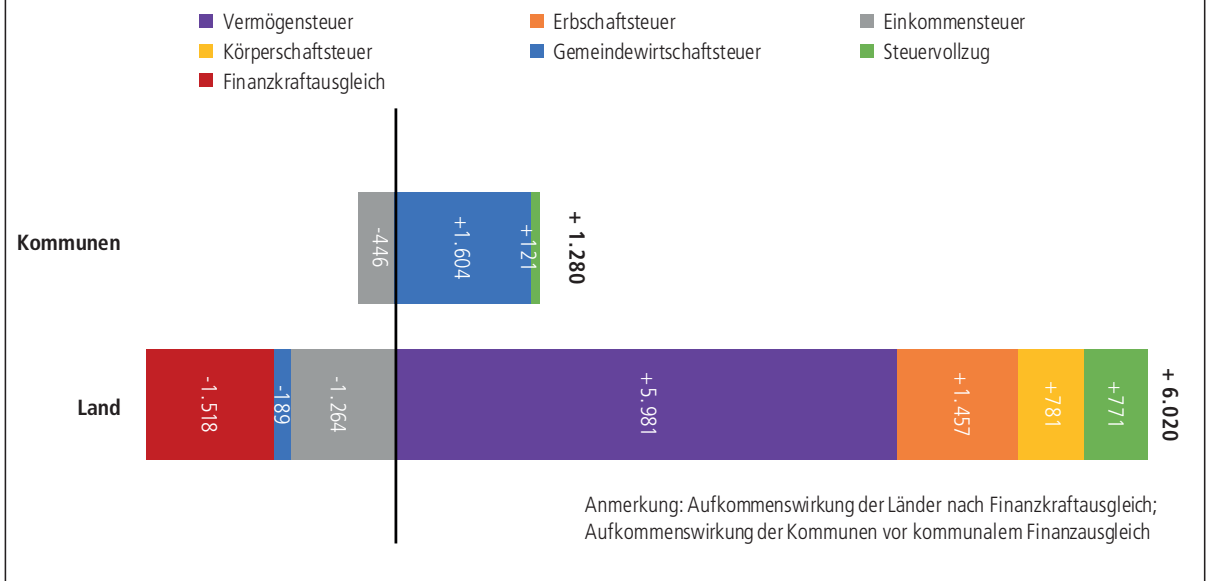 Vermögensteuer Erbschaftsteuer Einkommensteuer
Körperschaftsteuer Gemeindewirtschaftsteuer Steuervollzug
Finanzkraftausgleich
Kommunen -446 +1.604 +121 + 1.280
Land -1.518 -189 -1.264 +5.981 +1.457 +781 +771 + 6.020
Anmerkung: Aufkommenswirkung der Länder nach Finanzkraftausgleich;
Aufkommenswirkung der Kommunen vor kommunalem Finanzausgleich